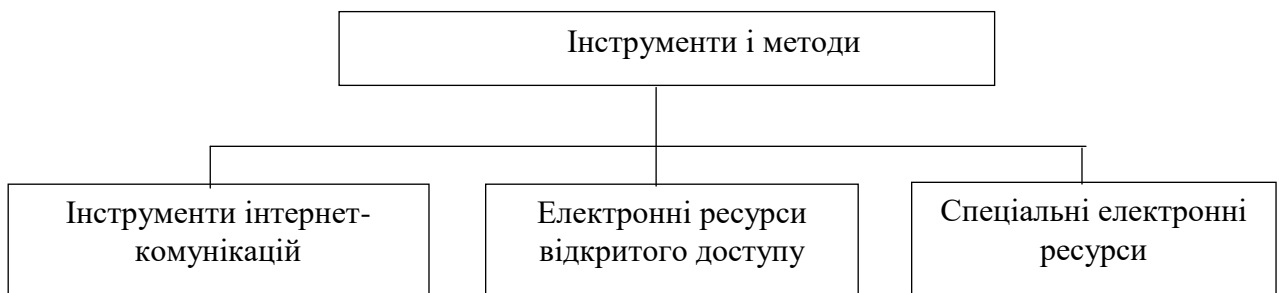 Інструменти і методи
Інструменти інтернет-
комунікацій
Електронні ресурси
відкритого доступу
Спеціальні електронні
ресурси